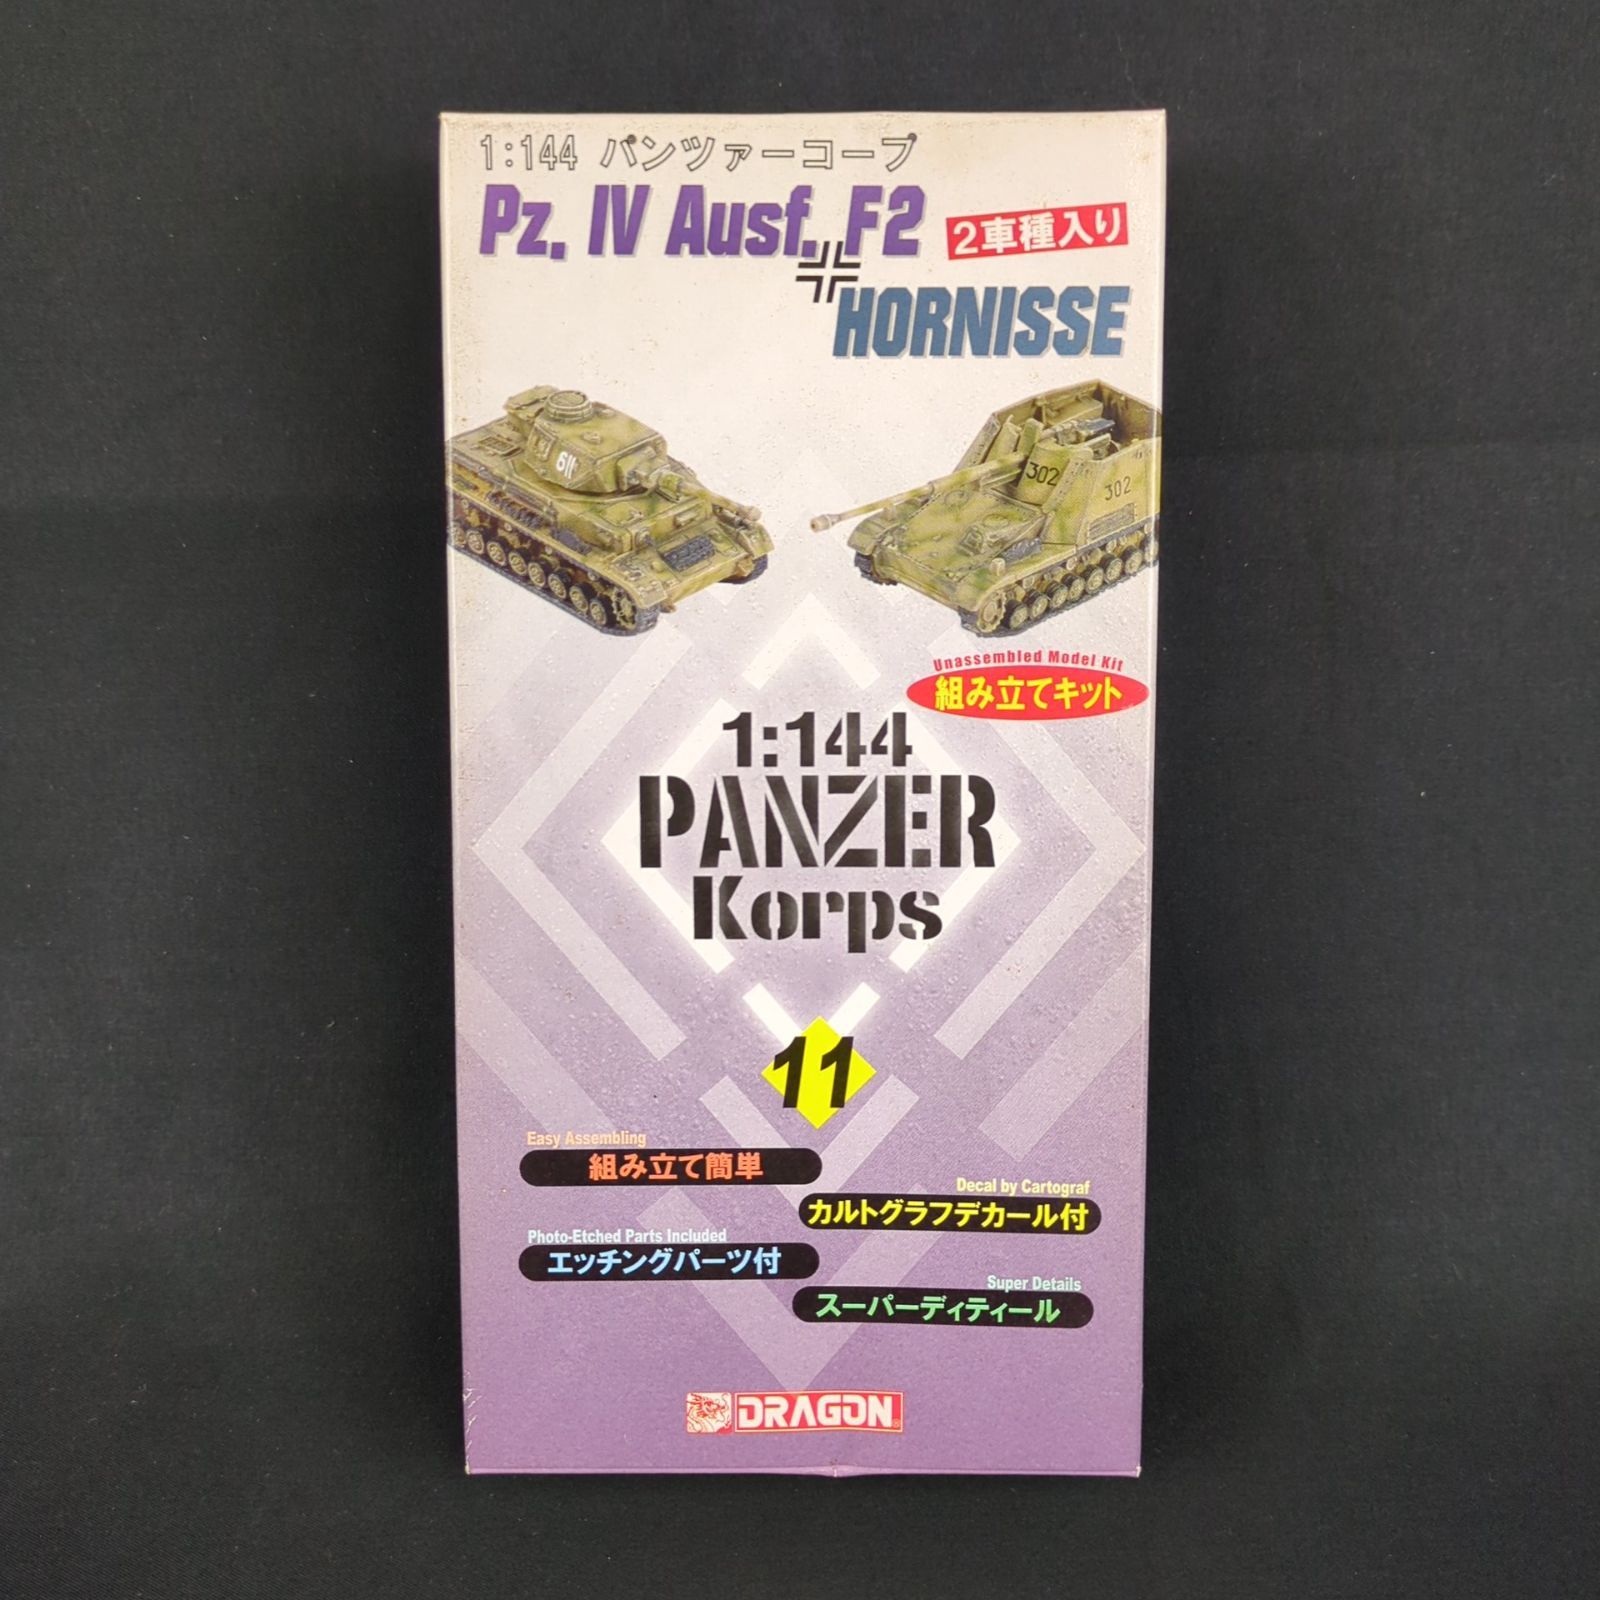 1:144 パンツァーコープ
Pz. IV Ausf. F2
2車種入り
HORNISSE
611
302
302
Unassembled Model Kit
組み立てキット
1:144
PANZER
Korps
11
Easy Assembling
組み立て簡単
Decal by Cartograf
カルトグラフデカール付
Photo-Etched Parts Included
エッチングパーツ付
Super Details
スーパーディティール
DRAGON